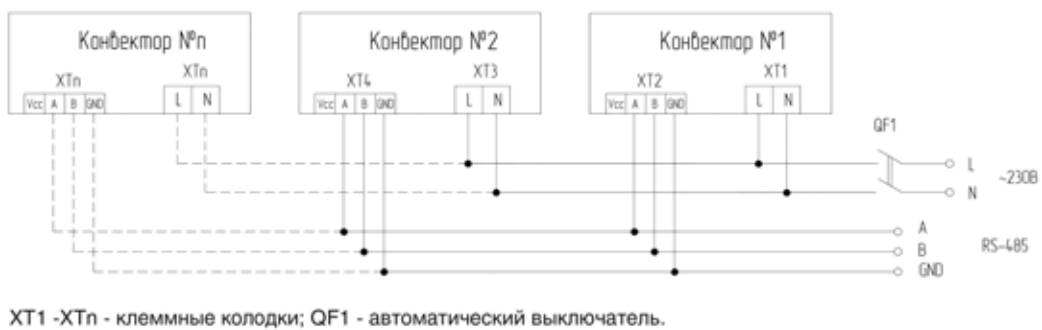 Конвектор №n Конвектор №2 Конвектор №1
XTn XTn XT4 XT3 XT2 XT1
Vcc A B GND L N Vcc A B GND L N Vcc A B GND L N
QF1
L
~230В
N
A
B RS-485
GND
XT1 -XTn - клеммные колодки; QF1 - автоматический выключатель.